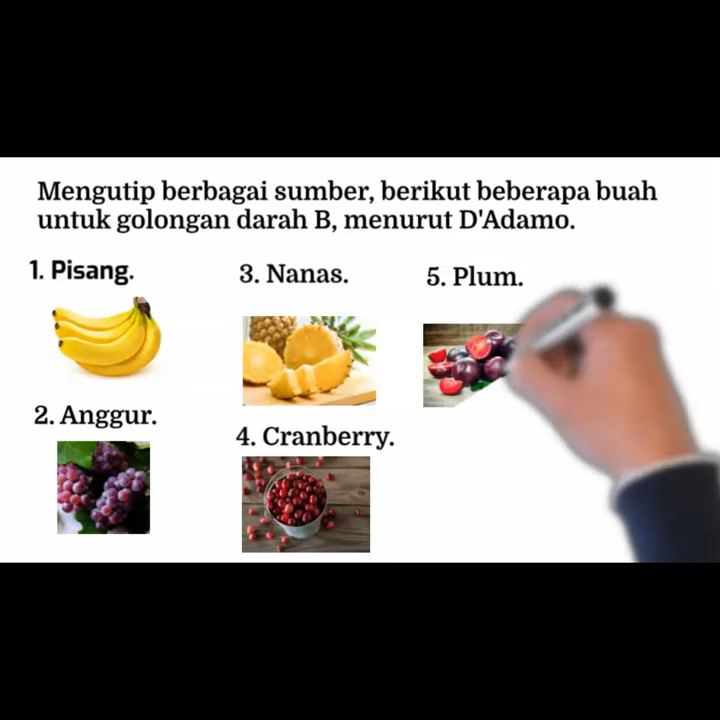 Mengutip berbagai sumber, berikut beberapa buah
untuk golongan darah B, menurut D'Adamo.
1. Pisang.
2. Anggur.
3. Nanas.
4. Cranberry.
5. Plum.